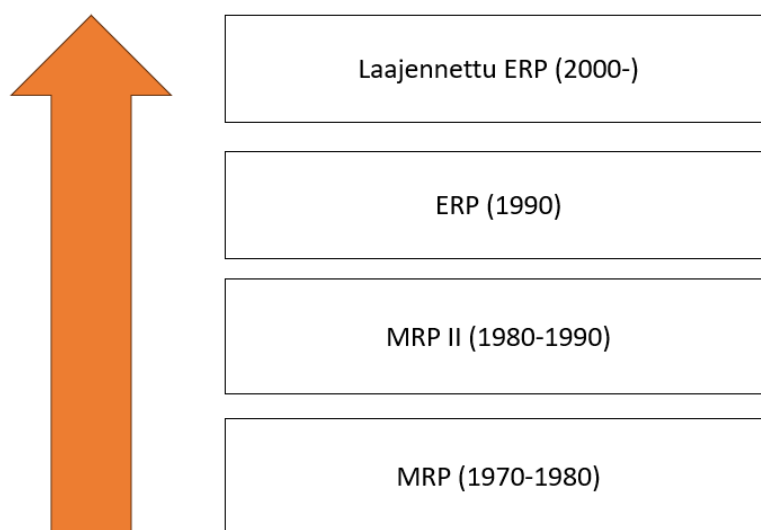 Laajennettu ERP (2000-)
ERP (1990)
MRP II (1980-1990)
MRP (1970-1980)